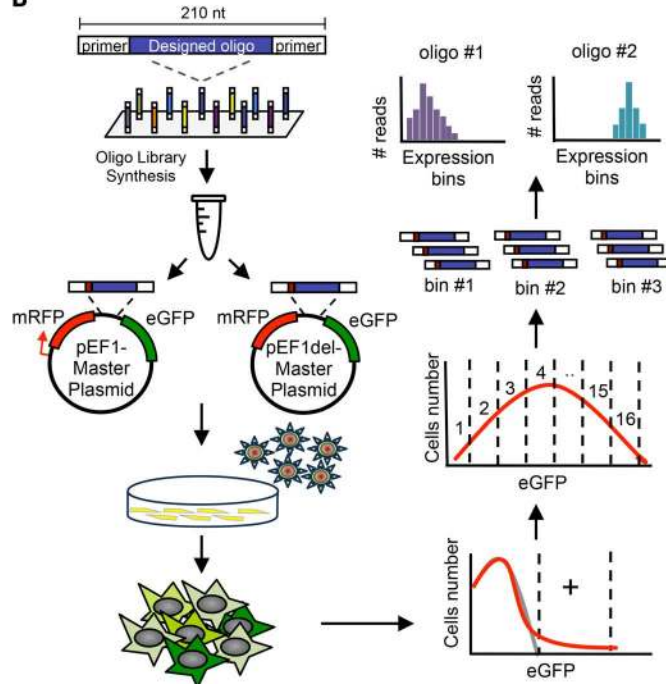 B
210 nt
primer Designed oligo primer
Oligo Library
Synthesis
mRFP eGFP
pEF1-
Master
Plasmid
mRFP eGFP
pEF1del-
Master
Plasmid
oligo #1 oligo #2
# reads # reads
Expression
bins
Expression
bins
bin #1 bin #2 bin #3
Cells number
1 2 3 4 .. 15 16
eGFP
Cells number
+
eGFP